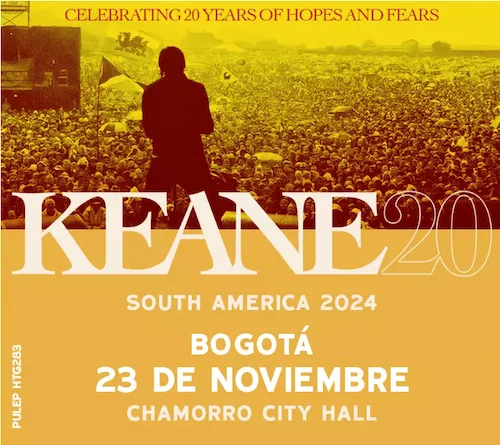 CELEBRATING 20 YEARS OF HOPES AND FEARS
KEANE20
SOUTH AMERICA 2024
BOGOTÁ
23 DE NOVIEMBRE
CHAMORRO CITY HALL
PULEP HTG283